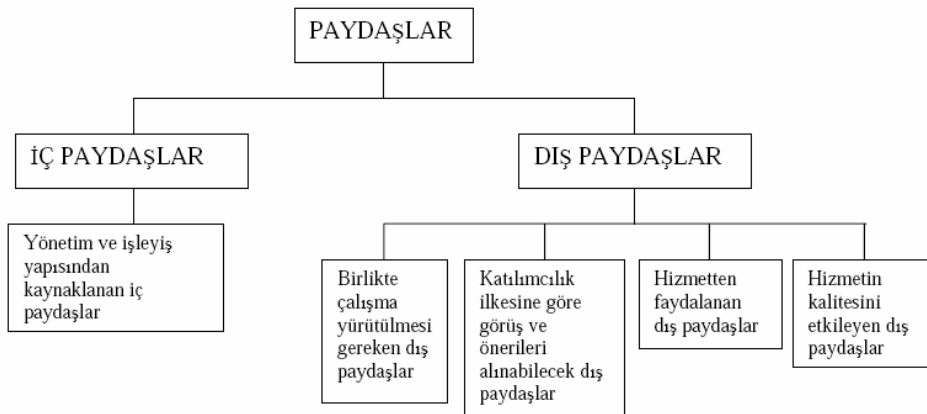 PAYDAŞLAR
İÇ PAYDAŞLAR
DIŞ PAYDAŞLAR
Yönetim ve işleyiş
yapısından
kaynaklanan iç
paydaşlar
Birlikte
çalışma
yürütülmesi
gereken dış
paydaşlar
Katılımcılık
ilkesine göre
görüş ve
önerileri
alınabilecek dış
paydaşlar
Hizmetten
faydalanan
dış paydaşlar
Hizmetin
kalitesini
etkileyen dış
paydaşlar